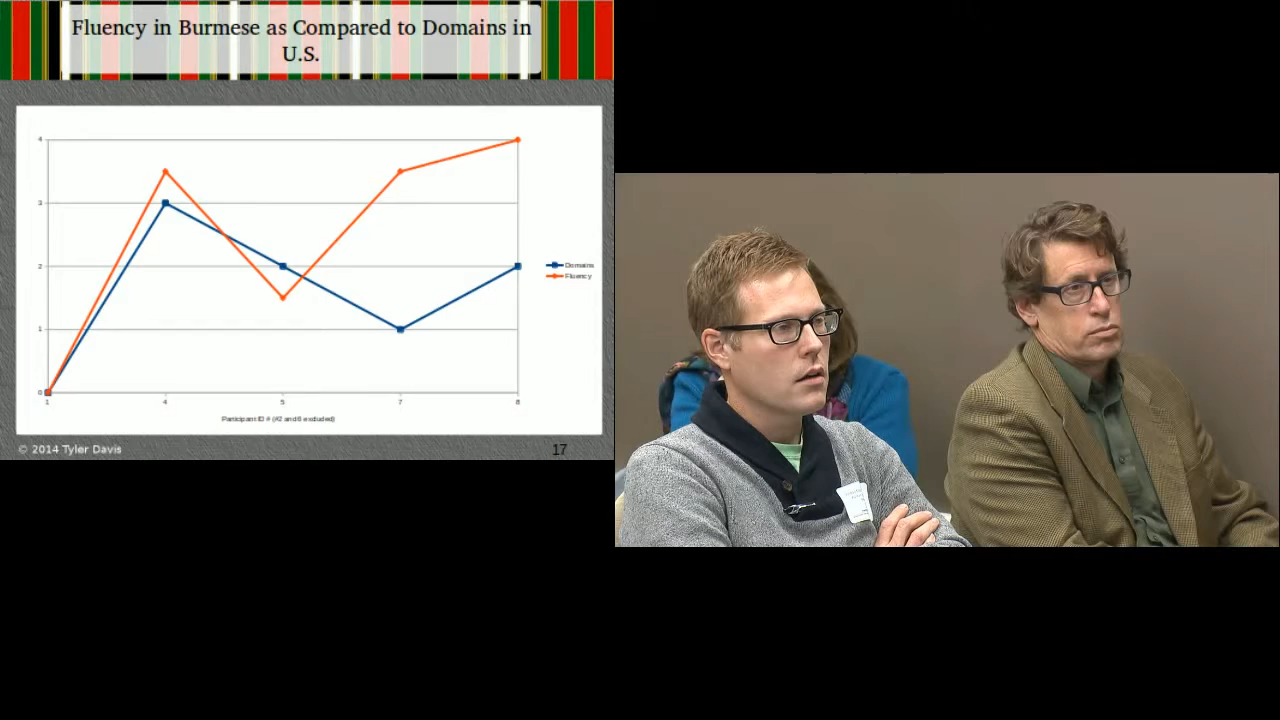 Fluency in Burmese as Compared to Domains in
U.S.
4
3
2
1
0
Domains
Fluency
1 4 5 7 8
Participant ID # (#2 and 6 excluded)
© 2014 Tyler Davis
17